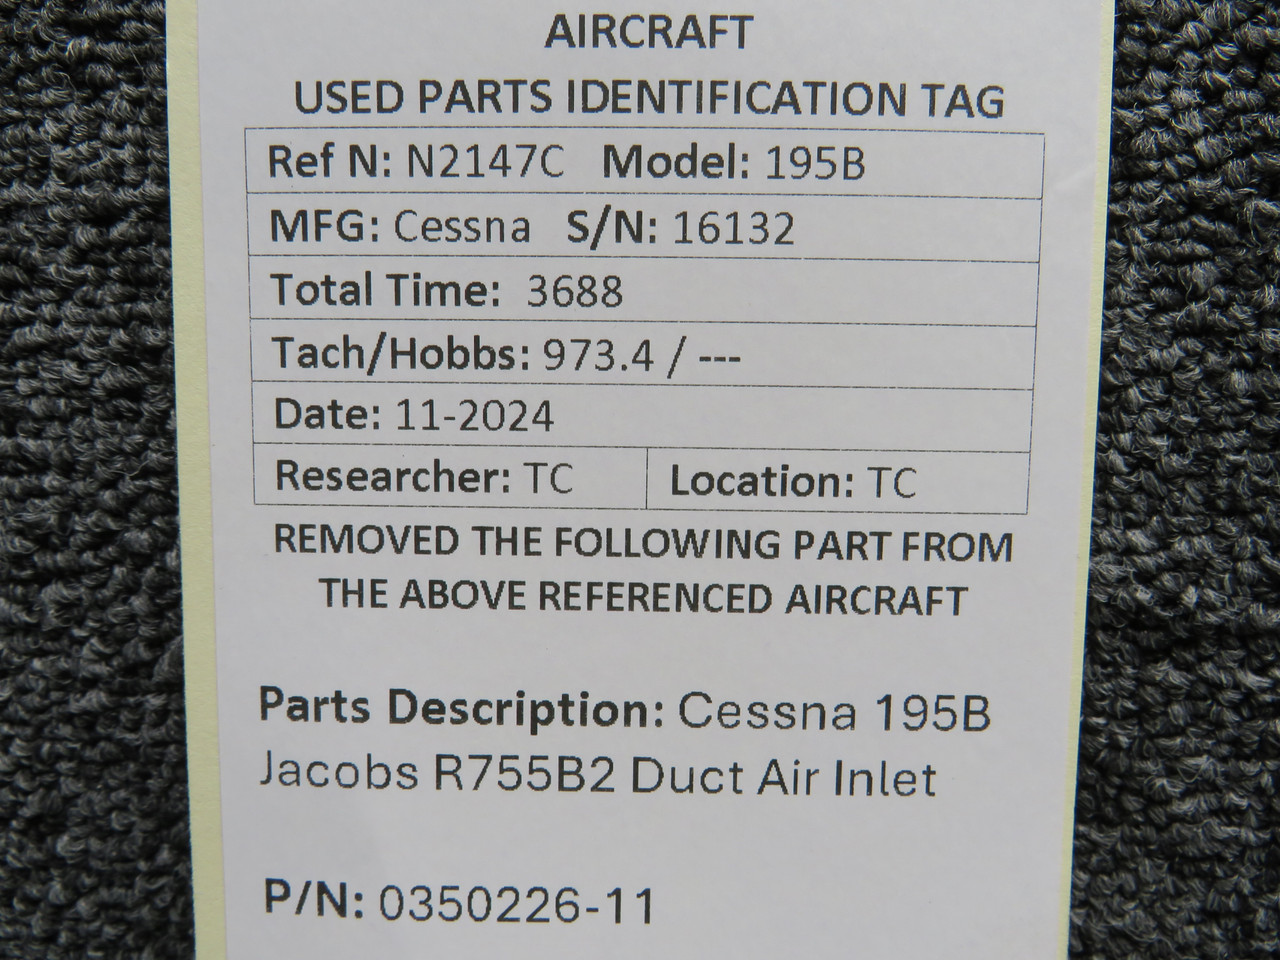 AIRCRAFT
USED PARTS IDENTIFICATION TAG
Ref N: N2147C Model: 195B
MFG: Cessna S/N: 16132
Total Time: 3688
Tach/Hobbs: 973.4 / ---
Date: 11-2024
Researcher: TC Location: TC
REMOVED THE FOLLOWING PART FROM
THE ABOVE REFERENCED AIRCRAFT
Parts Description: Cessna 195B
Jacobs R755B2 Duct Air Inlet
P/N: 0350226-11